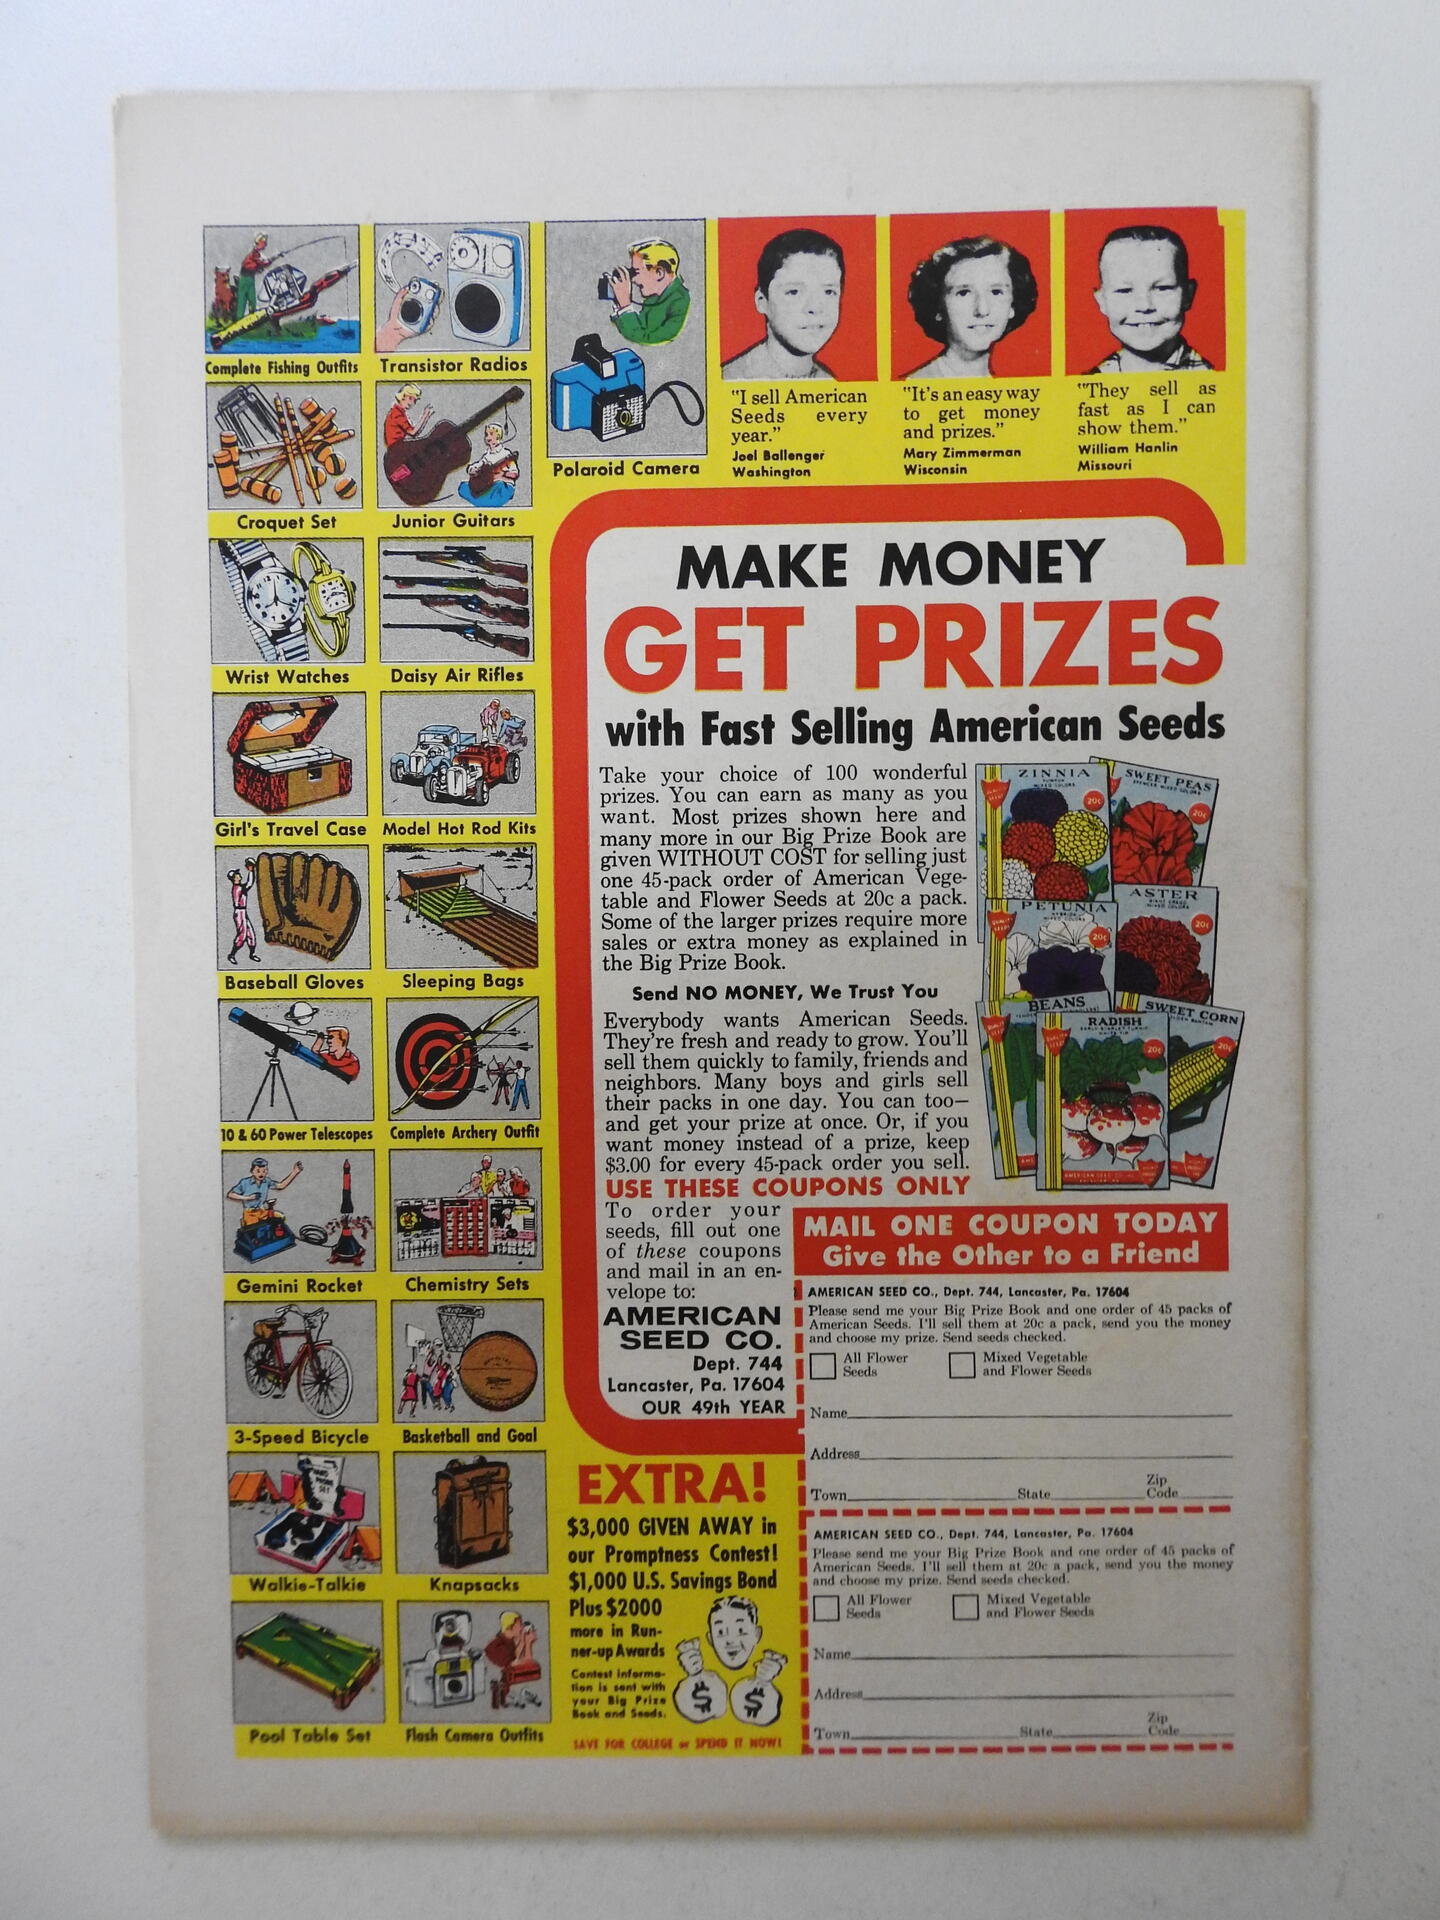 Complete Fishing Outfits
Transistor Radios
Polaroid Camera
Croquet Set
Junior Guitars
Wrist Watches
Daisy Air Rifles
Girl's Travel Case
Model Hot Rod Kits
Baseball Gloves
Sleeping Bags
10 & 60 Power Telescopes
Complete Archery Outfit
Gemini Rocket
Chemistry Sets
3-Speed Bicycle
Basketball and Goal
Walkie-Talkie
Knapsacks
Pool Table Set
Flash Camera Outfits
"I sell American
Seeds every
year."
Joel Ballenger
Washington
"It's an easy way
to get money
and prizes."
Mary Zimmerman
Wisconsin
"They sell as
fast as I can
show them."
William Hanlin
Missouri
MAKE MONEY
GET PRIZES
with Fast Selling American Seeds
Take your choice of 100 wonderful
prizes. You can earn as many as you
want. Most prizes shown here and
many more in our Big Prize Book are
given WITHOUT COST for selling just
one 45-pack order of American Vege-
table and Flower Seeds at 20c a pack.
Some of the larger prizes require more
sales or extra money as explained in
the Big Prize Book.
Send NO MONEY, We Trust You
Everybody wants American Seeds.
They're fresh and ready to grow. You'll
sell them quickly to family, friends and
neighbors. Many boys and girls sell
their packs in one day. You can too—
and get your prize at once. Or, if you
want money instead of a prize, keep
$3.00 for every 45-pack order you sell.
USE THESE COUPONS ONLY
To order your
seeds, fill out one
of these coupons
and mail in an en-
velope to:
AMERICAN
SEED CO.
Dept. 744
Lancaster, Pa. 17604
OUR 49th YEAR
ZINNIA
MIXED COLORS
20c
SWEET PEAS
MIXED COLORS
20c
PETUNIA
MIXED COLORS
20c
ASTER
MIXED COLORS
20c
BEANS
RADISH
20c
SWEET CORN
20c
MAIL ONE COUPON TODAY
Give the Other to a Friend
AMERICAN SEED CO., Dept. 744, Lancaster, Pa. 17604
Please send me your Big Prize Book and one order of 45 packs of
American Seeds. I'll sell them at 20c a pack, send you the money
and choose my prize. Send seeds checked.
All Flower
Seeds
Mixed Vegetable
and Flower Seeds
Name
Address
Town State Zip
Code
AMERICAN SEED CO., Dept. 744, Lancaster, Pa. 17604
Please send me your Big Prize Book and one order of 45 packs of
American Seeds. I'll sell them at 20c a pack, send you the money
and choose my prize. Send seeds checked.
All Flower
Seeds
Mixed Vegetable
and Flower Seeds
Name
Address
Town State Zip
Code
EXTRA!
$3,000 GIVEN AWAY in
our Promptness Contest!
$1,000 U.S. Savings Bond
Plus $2000
more in Run-
ner-up Awards
Contest informa-
tion is sent with
your Big Prize
Book and Seeds.
$ $
SAVE FOR COLLEGE or SPEND IT NOW!